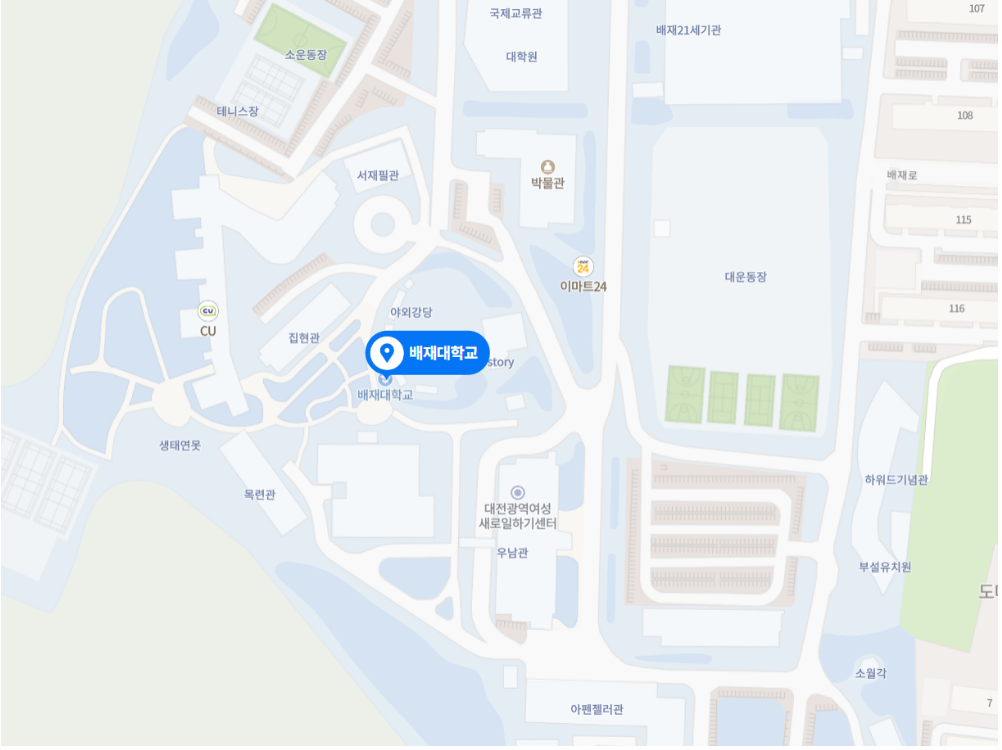 107
국제교류관
배재21세기관
소운동장
대학원
테니스장
108
서재필관
박물관
배재로
115
대운동장
24
이마트24
CU
CU
야외강당
116
집현관
배재대학교
story
배재대학교
생태연못
하워드기념관
목련관
대전광역여성
새로일하기센터
우남관
부설유치원
소월각
7
아펜젤러관